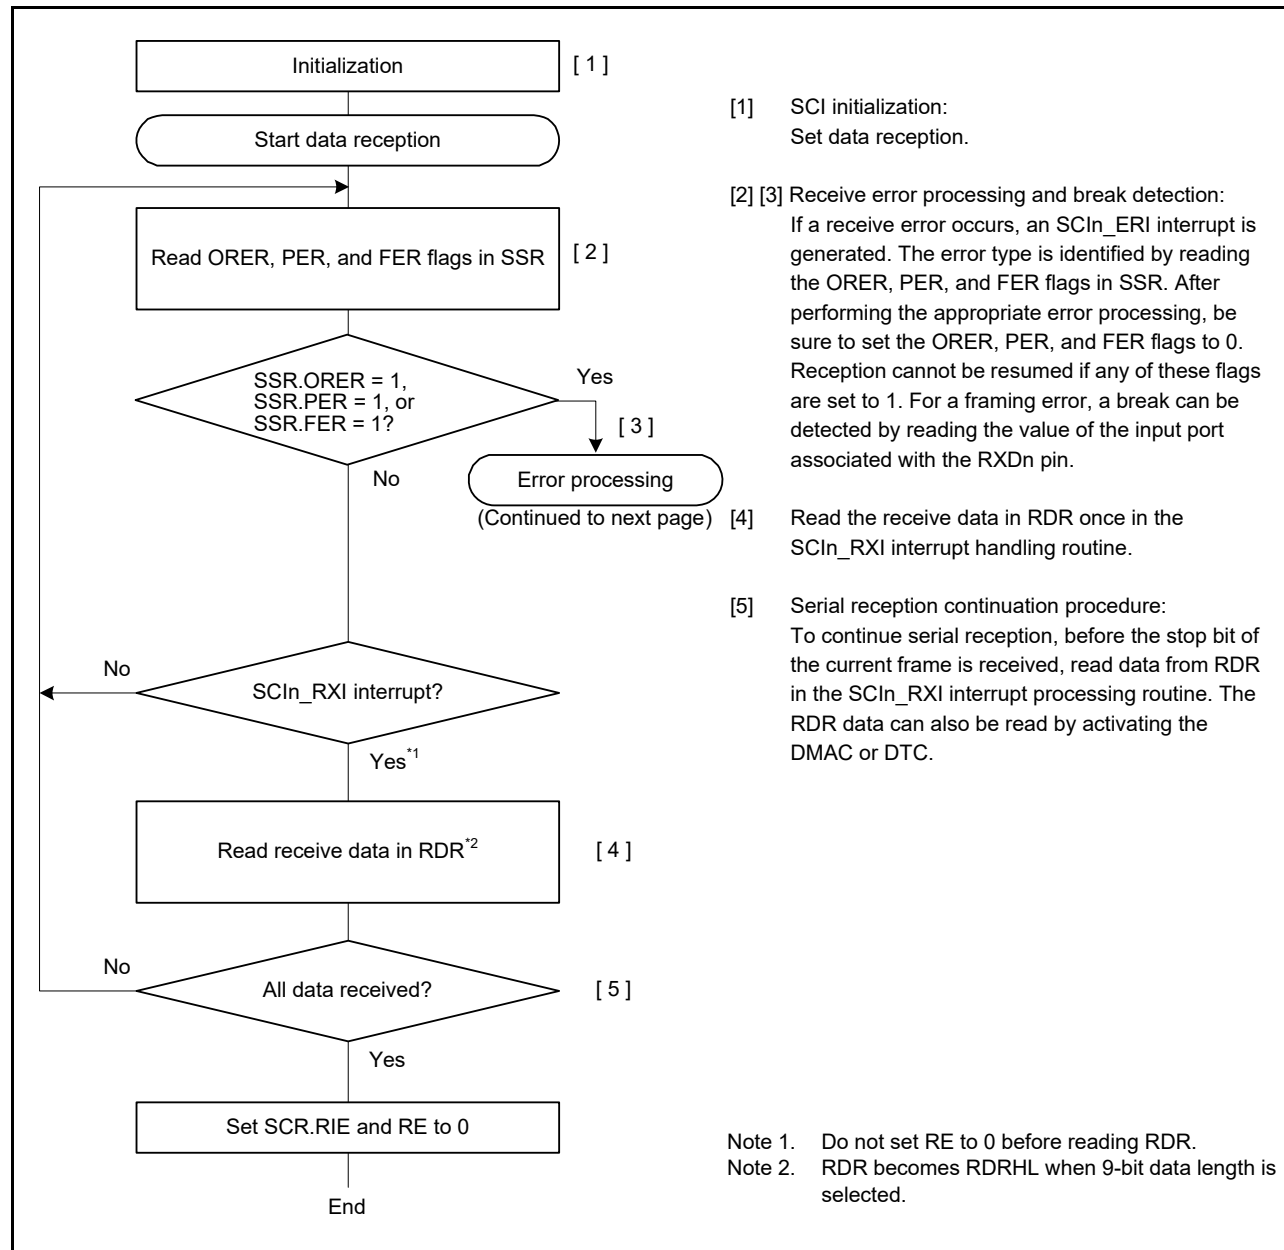 Initialization
[ 1 ]
Start data reception
Read ORER, PER, and FER flags in SSR
[ 2 ]
SSR.ORER = 1,
SSR.PER = 1, or
SSR.FER = 1?
Yes
[ 3 ]
No
Error processing
(Continued to next page)
No
SCIn_RXI interrupt?
Yes*1
Read receive data in RDR*2
[ 4 ]
No
All data received?
[ 5 ]
Yes
Set SCR.RIE and RE to 0
End
[1] SCI initialization:
Set data reception.
[2] [3] Receive error processing and break detection:
If a receive error occurs, an SCIn_ERI interrupt is
generated. The error type is identified by reading
the ORER, PER, and FER flags in SSR. After
performing the appropriate error processing, be
sure to set the ORER, PER, and FER flags to 0.
Reception cannot be resumed if any of these flags
are set to 1. For a framing error, a break can be
detected by reading the value of the input port
associated with the RXDn pin.
[4] Read the receive data in RDR once in the
SCIn_RXI interrupt handling routine.
[5] Serial reception continuation procedure:
To continue serial reception, before the stop bit of
the current frame is received, read data from RDR
in the SCIn_RXI interrupt processing routine. The
RDR data can also be read by activating the
DMAC or DTC.
Note 1. Do not set RE to 0 before reading RDR.
Note 2. RDR becomes RDRHL when 9-bit data length is
selected.